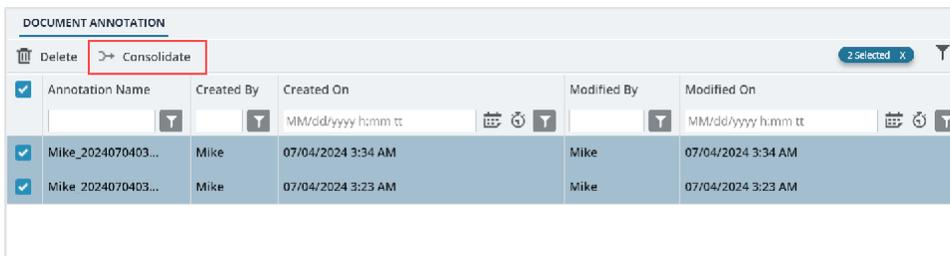 DOCUMENT ANNOTATION
Delete Consolidate 2 Selected X
Annotation Name Created By Created On Modified By Modified On
MM/dd/yyyy h:mm tt MM/dd/yyyy h:mm tt
Mike_2024070403... Mike 07/04/2024 3:34 AM Mike 07/04/2024 3:34 AM
Mike_2024070403... Mike 07/04/2024 3:23 AM Mike 07/04/2024 3:23 AM